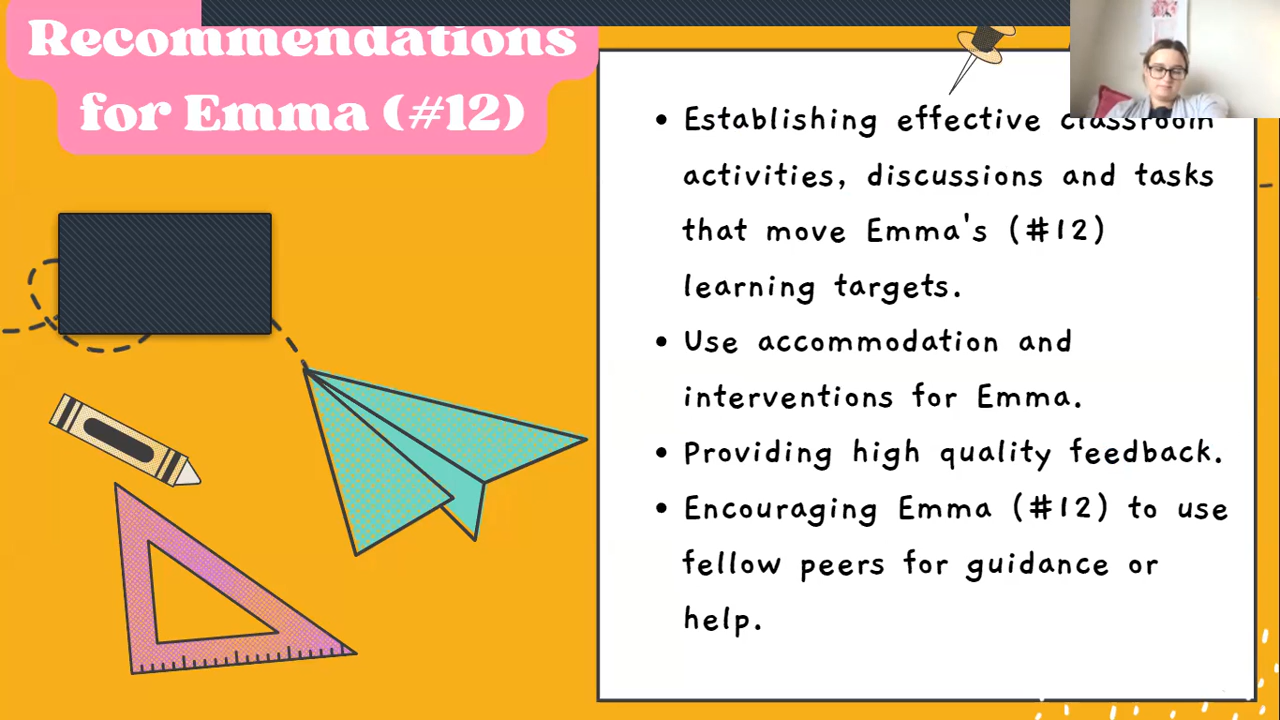 Recommendations
for Emma (#12)
• Establishing effective classroom
activities, discussions and tasks
that move Emma's (#12)
learning targets.
• Use accommodation and
interventions for Emma.
• Providing high quality feedback.
• Encouraging Emma (#12) to use
fellow peers for guidance or
help.